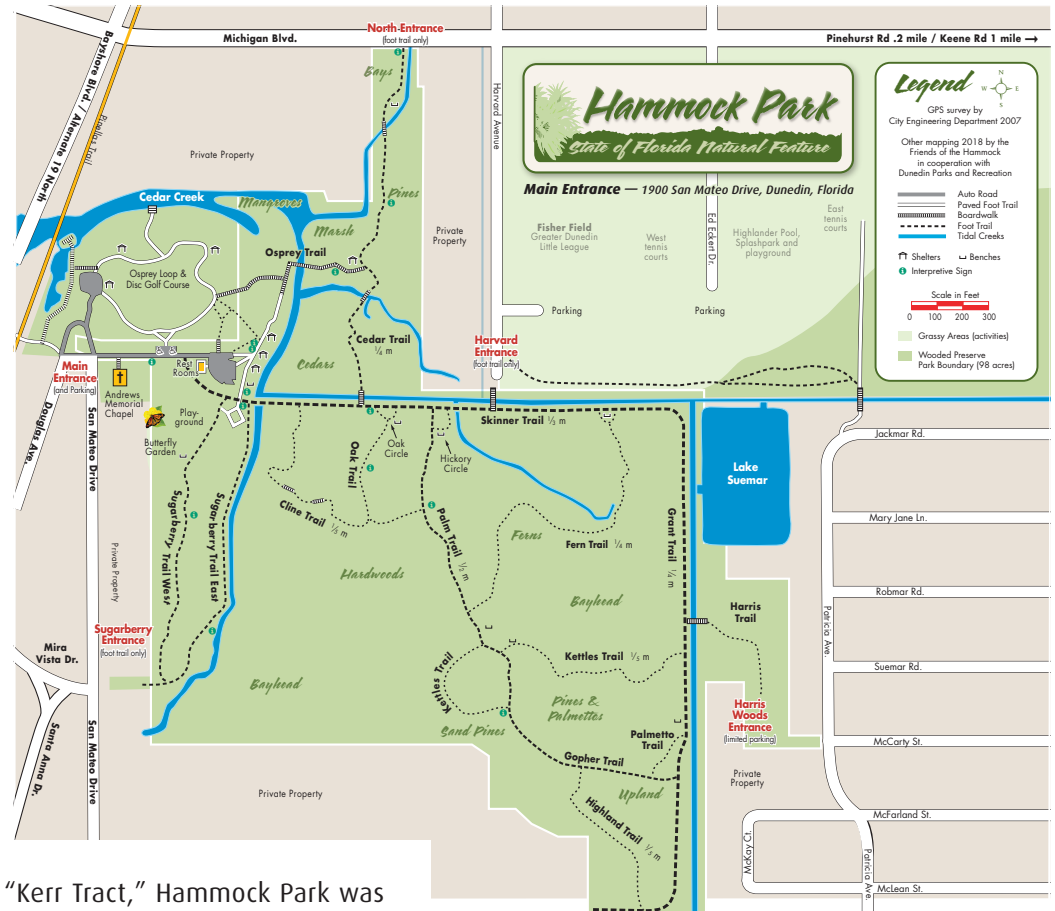 North Entrance
(foot trail only)
Michigan Blvd.
Pinehurst Rd .2 mile / Keene Rd 1 mile →
Bayshore Blvd. / Alternate 19 North
Pinellas Trail
Bays
Harvard Avenue
Hammock Park
State of Florida Natural Feature
Main Entrance — 1900 San Mateo Drive, Dunedin, Florida
Legend
N
W
E
S
GPS survey by
City Engineering Department 2007
Other mapping 2018 by the
Friends of the Hammock
in cooperation with
Dunedin Parks and Recreation
Auto Road
Paved Foot Trail
Boardwalk
Foot Trail
Tidal Creeks
Shelters
Benches
Interpretive Sign
Scale in Feet
0 100 200 300
Grassy Areas (activities)
Wooded Preserve
Park Boundary (98 acres)
Private Property
Cedar Creek
Mangroves
Pines
Marsh
Private
Property
Fisher Field
Greater Dunedin
Little League
West
tennis
courts
Ed Eckert Dr.
Highlander Pool,
Splashpark and
playground
East
tennis
courts
Osprey Trail
Osprey Loop &
Disc Golf Course
Parking
Parking
Cedar Trail
¼ m
Harvard
Entrance
(foot trail only)
Cedars
Main
Entrance
(and Parking)
Rest
Rooms
Andrews
Memorial
Chapel
Play-
ground
Butterfly
Garden
Douglas Ave.
San Mateo Drive
Skinner Trail ⅓ m
Oak
Circle
Hickory
Circle
Oak Trail
Lake
Suemar
Jackmar Rd.
Mary Jane Ln.
Robmar Rd.
Suemar Rd.
McCarty St.
McFarland St.
McLean St.
McKay Ct.
Patricia Ave.
Patricia Ave.
Cline Trail ⅓ m
Palm Trail ½ m
Ferns
Fern Trail ¼ m
Grant Trail ¼ m
Sugarberry Trail West
Sugarberry Trail East
Private Property
Hardwoods
Bayhead
Harris
Trail
Sugarberry
Entrance
(foot trail only)
Mira
Vista Dr.
Santa Anna Dr.
San Mateo Drive
Bayhead
Kettles Trail
Kettles Trail ⅕ m
Sand Pines
Pines &
Palmettos
Harris
Woods
Entrance
(limited parking)
Palmetto
Trail
Gopher Trail
Upland
Highland Trail ⅕ m
Private
Property
Private Property
“Kerr Tract,” Hammock Park was